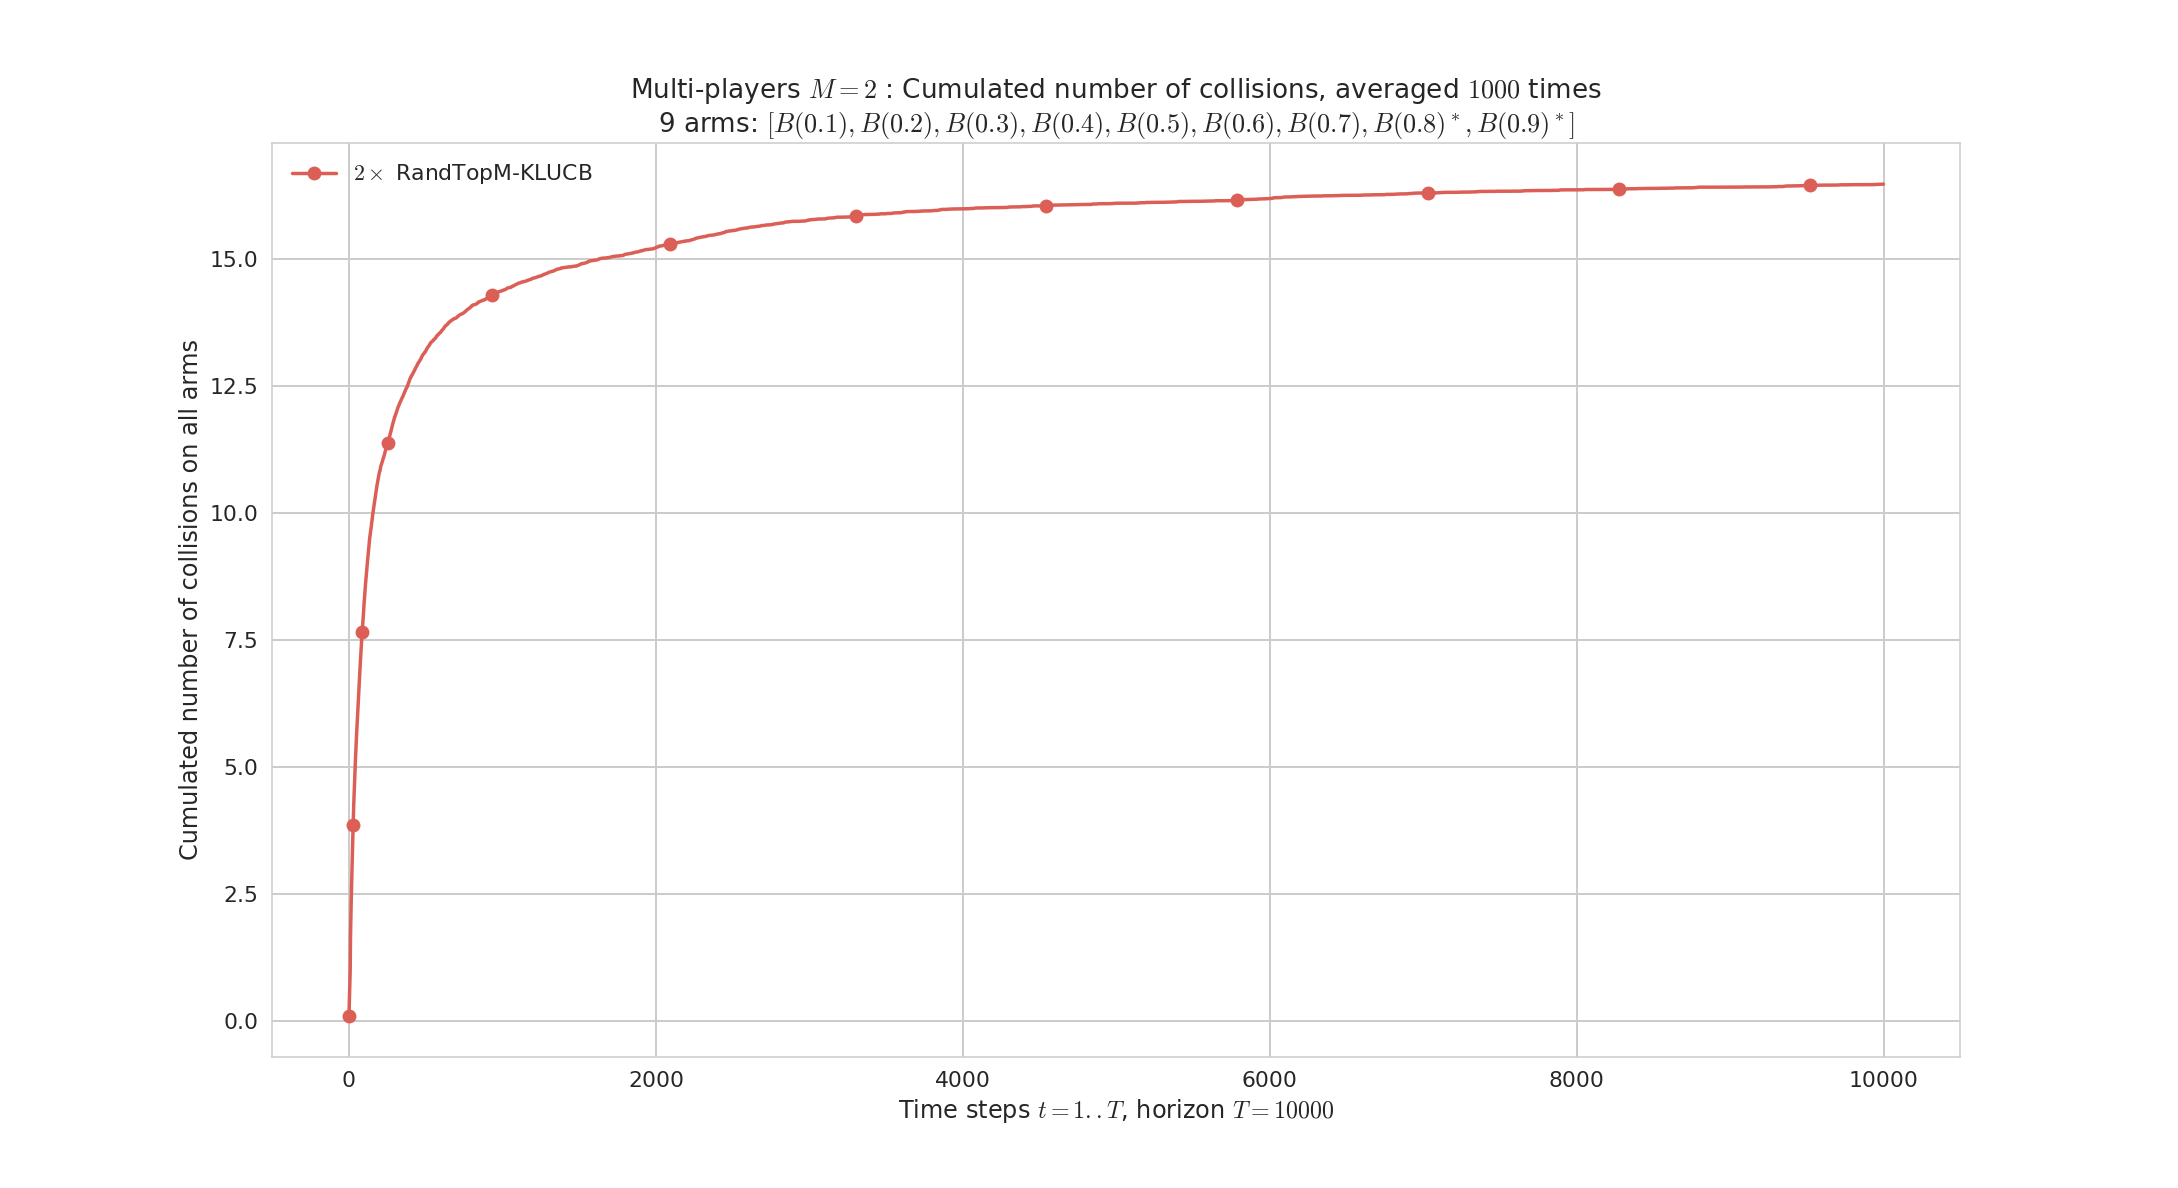 Multi-players M = 2 : Cumulated number of collisions, averaged 1000 times
9 arms: [B(0.1), B(0.2), B(0.3), B(0.4), B(0.5), B(0.6), B(0.7), B(0.8)*, B(0.9)*]
2× RandTopM-KLUCB
Cumulated number of collisions on all arms
15.0
12.5
10.0
7.5
5.0
2.5
0.0
0 2000 4000 6000 8000 10000
Time steps t = 1..T, horizon T = 10000